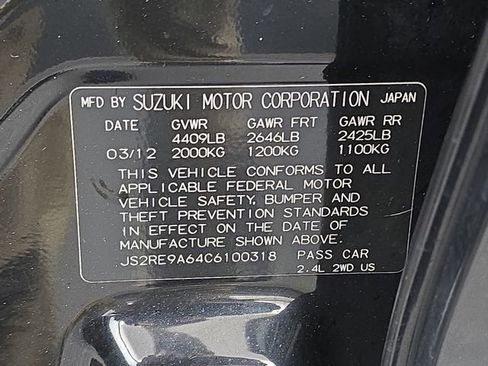 MFD BY SUZUKI MOTOR CORPORATION JAPAN
DATE GVWR GAWR FRT GAWR RR
4409LB 2646LB 2425LB
03/12 2000KG 1200KG 1100KG
THIS VEHICLE CONFORMS TO ALL
APPLICABLE FEDERAL MOTOR
VEHICLE SAFETY, BUMPER AND
THEFT PREVENTION STANDARDS
IN EFFECT ON THE DATE OF
MANUFACTURE SHOWN ABOVE.
JS2RE9A64C6100318 PASS CAR
2.4L 2WD US